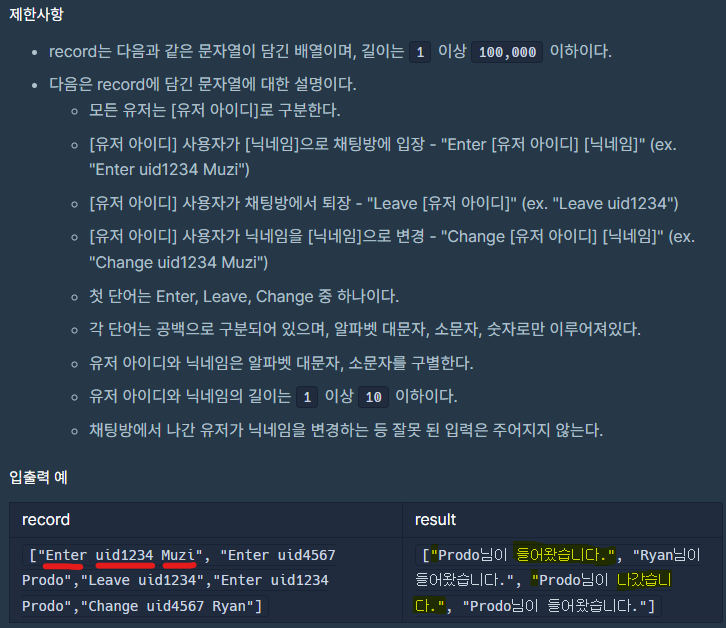 제한사항
• record는 다음과 같은 문자열이 담긴 배열이며, 길이는 1 이상 100,000 이하이다.
• 다음은 record에 담긴 문자열에 대한 설명이다.
◦ 모든 유저는 [유저 아이디]로 구분한다.
◦ [유저 아이디] 사용자가 [닉네임]으로 채팅방에 입장 - "Enter [유저 아이디] [닉네임]" (ex.
"Enter uid1234 Muzi")
◦ [유저 아이디] 사용자가 채팅방에서 퇴장 - "Leave [유저 아이디]" (ex. "Leave uid1234")
◦ [유저 아이디] 사용자가 닉네임을 [닉네임]으로 변경 - "Change [유저 아이디] [닉네임]" (ex.
"Change uid1234 Muzi")
◦ 첫 단어는 Enter, Leave, Change 중 하나이다.
◦ 각 단어는 공백으로 구분되어 있으며, 알파벳 대문자, 소문자, 숫자로만 이루어져있다.
◦ 유저 아이디와 닉네임은 알파벳 대문자, 소문자를 구별한다.
◦ 유저 아이디와 닉네임의 길이는 1 이상 10 이하이다.
◦ 채팅방에서 나간 유저가 닉네임을 변경하는 등 잘못 된 입력은 주어지지 않는다.
입출력 예
record
["Enter uid1234 Muzi", "Enter uid4567
Prodo","Leave uid1234","Enter uid1234
Prodo","Change uid4567 Ryan"]
result
["Prodo님이 들어왔습니다.", "Ryan님이
들어왔습니다.", "Prodo님이 나갔습니
다.", "Prodo님이 들어왔습니다."]